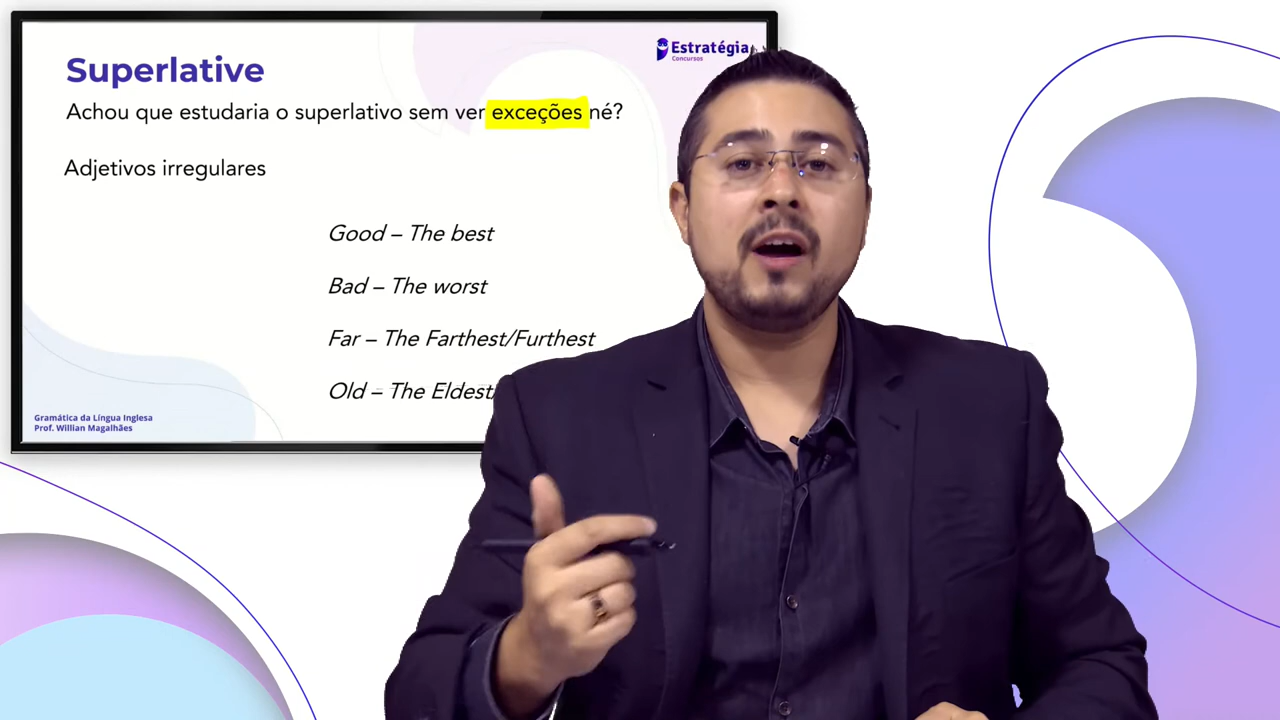 Estratégia
Concursos
Superlative
Achou que estudaria o superlativo sem ver exceções né?
Adjetivos irregulares
Good – The best
Bad – The worst
Far – The Farthest/Furthest
Old – The Eldest/
Gramática da Língua Inglesa
Prof. Willian Magalhães